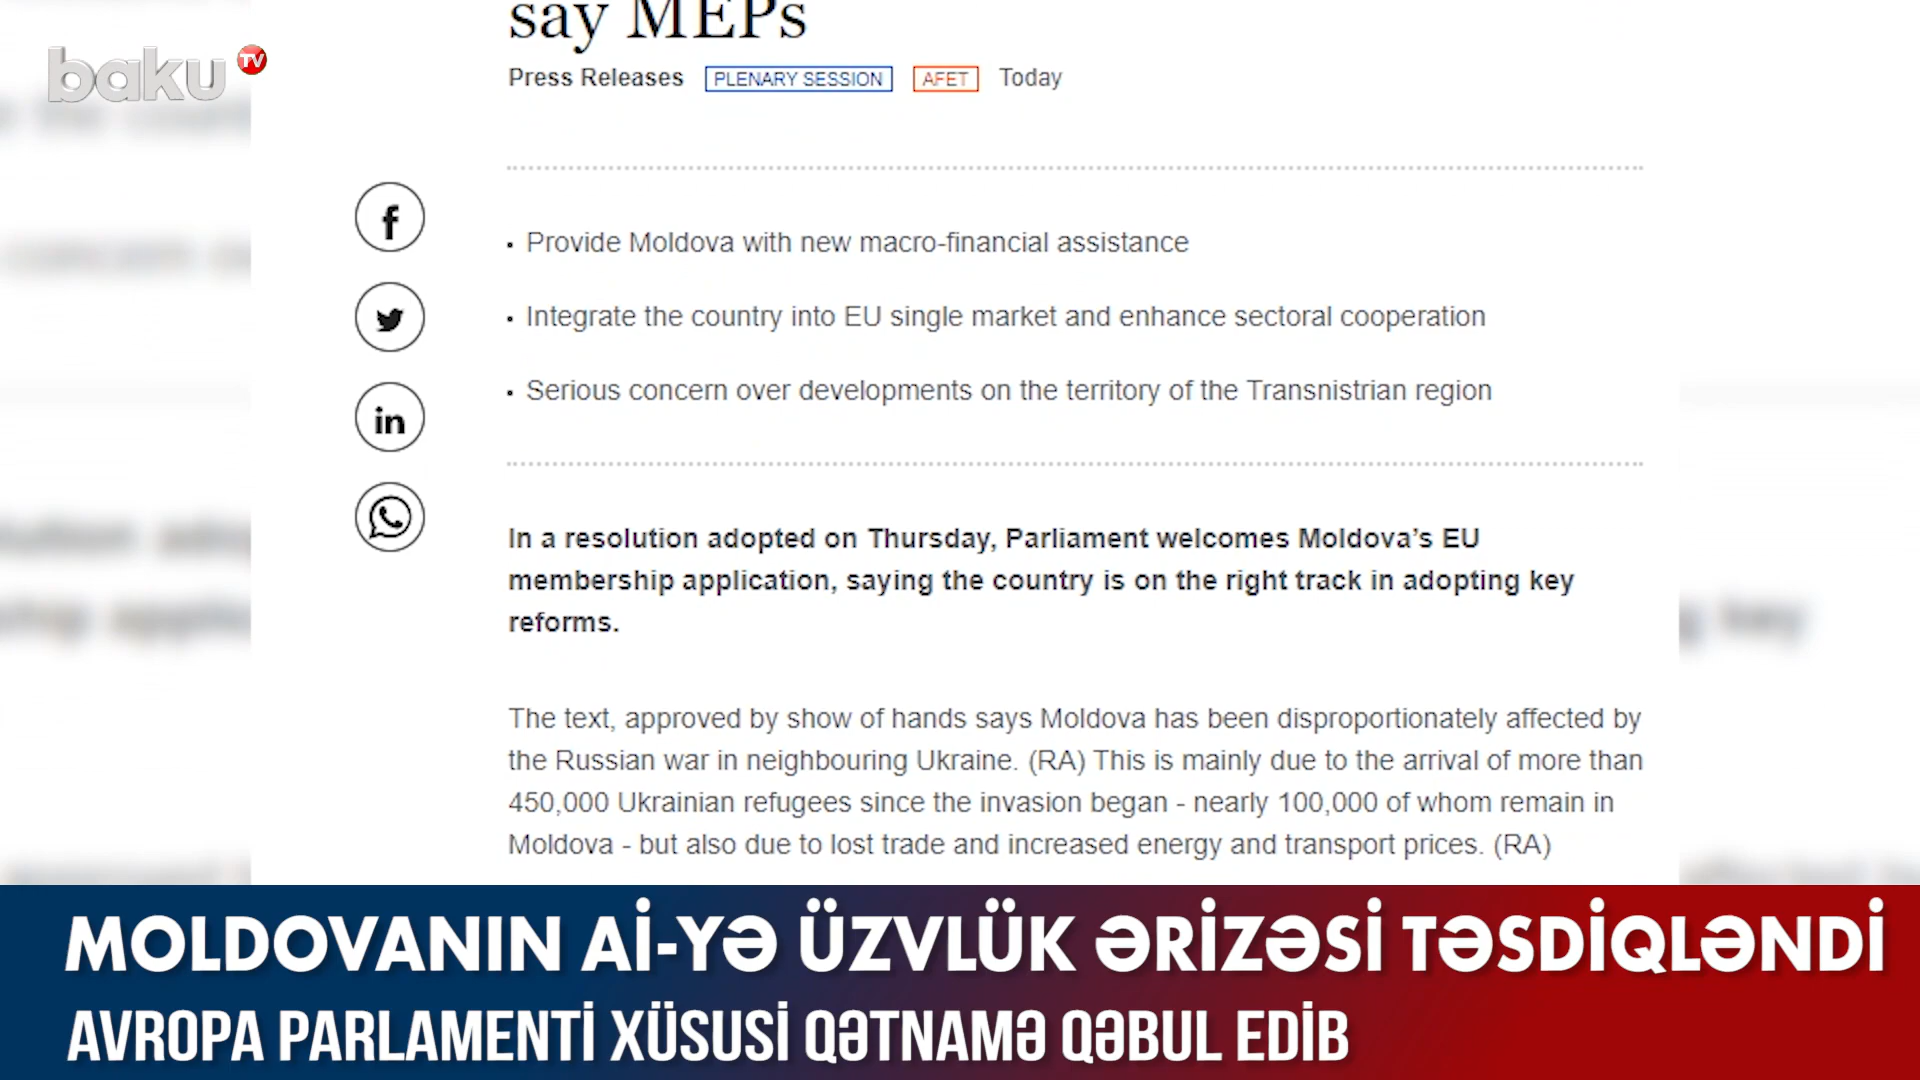 say MEPs
baku TV
Press Releases PLENARY SESSION AFET Today
• Provide Moldova with new macro-financial assistance
• Integrate the country into EU single market and enhance sectoral cooperation
• Serious concern over developments on the territory of the Transnistrian region
In a resolution adopted on Thursday, Parliament welcomes Moldova’s EU
membership application, saying the country is on the right track in adopting key
reforms.
The text, approved by show of hands says Moldova has been disproportionately affected by
the Russian war in neighbouring Ukraine. (RA) This is mainly due to the arrival of more than
450,000 Ukrainian refugees since the invasion began - nearly 100,000 of whom remain in
Moldova - but also due to lost trade and increased energy and transport prices. (RA)
MOLDOVANIN Aİ-YƏ ÜZVLÜK ƏRİZƏSİ TƏSDİQLƏNDİ
AVROPA PARLAMENTİ XÜSUSİ QƏTNAMƏ QƏBUL EDİB